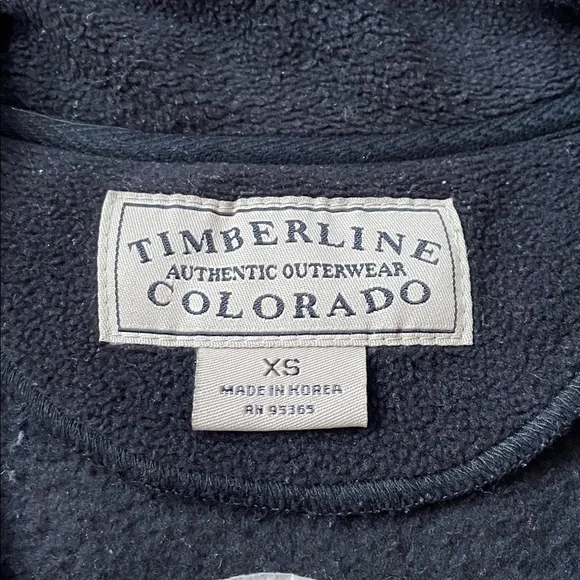 TIMBERLINE
AUTHENTIC OUTERWEAR
COLORADO
XS
MADE IN KOREA
RN 95365